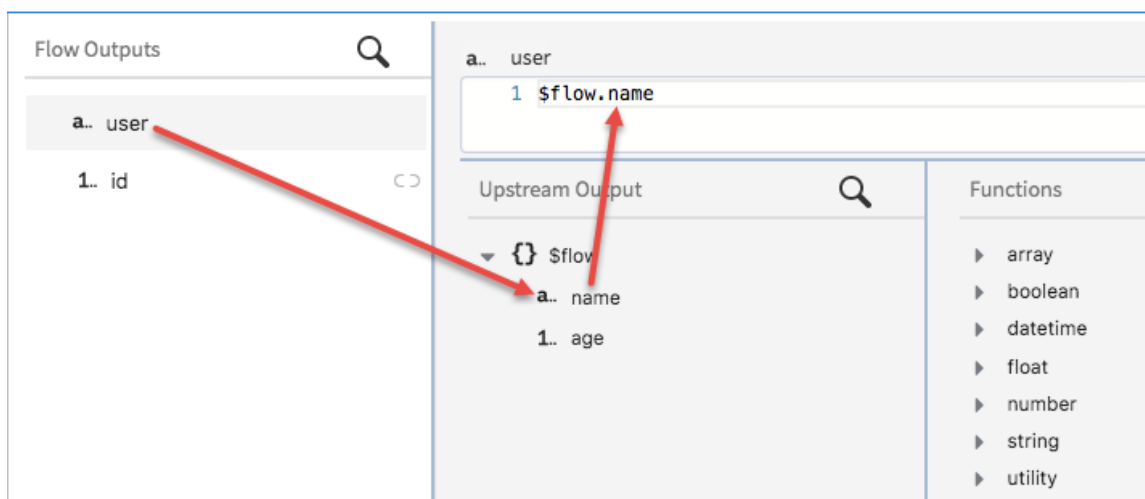 Flow Outputs
a.. user
1.. id
a.. user
1 $flow.name
Upstream Output
{} $flow
a.. name
1.. age
Functions
array
boolean
datetime
float
number
string
utility